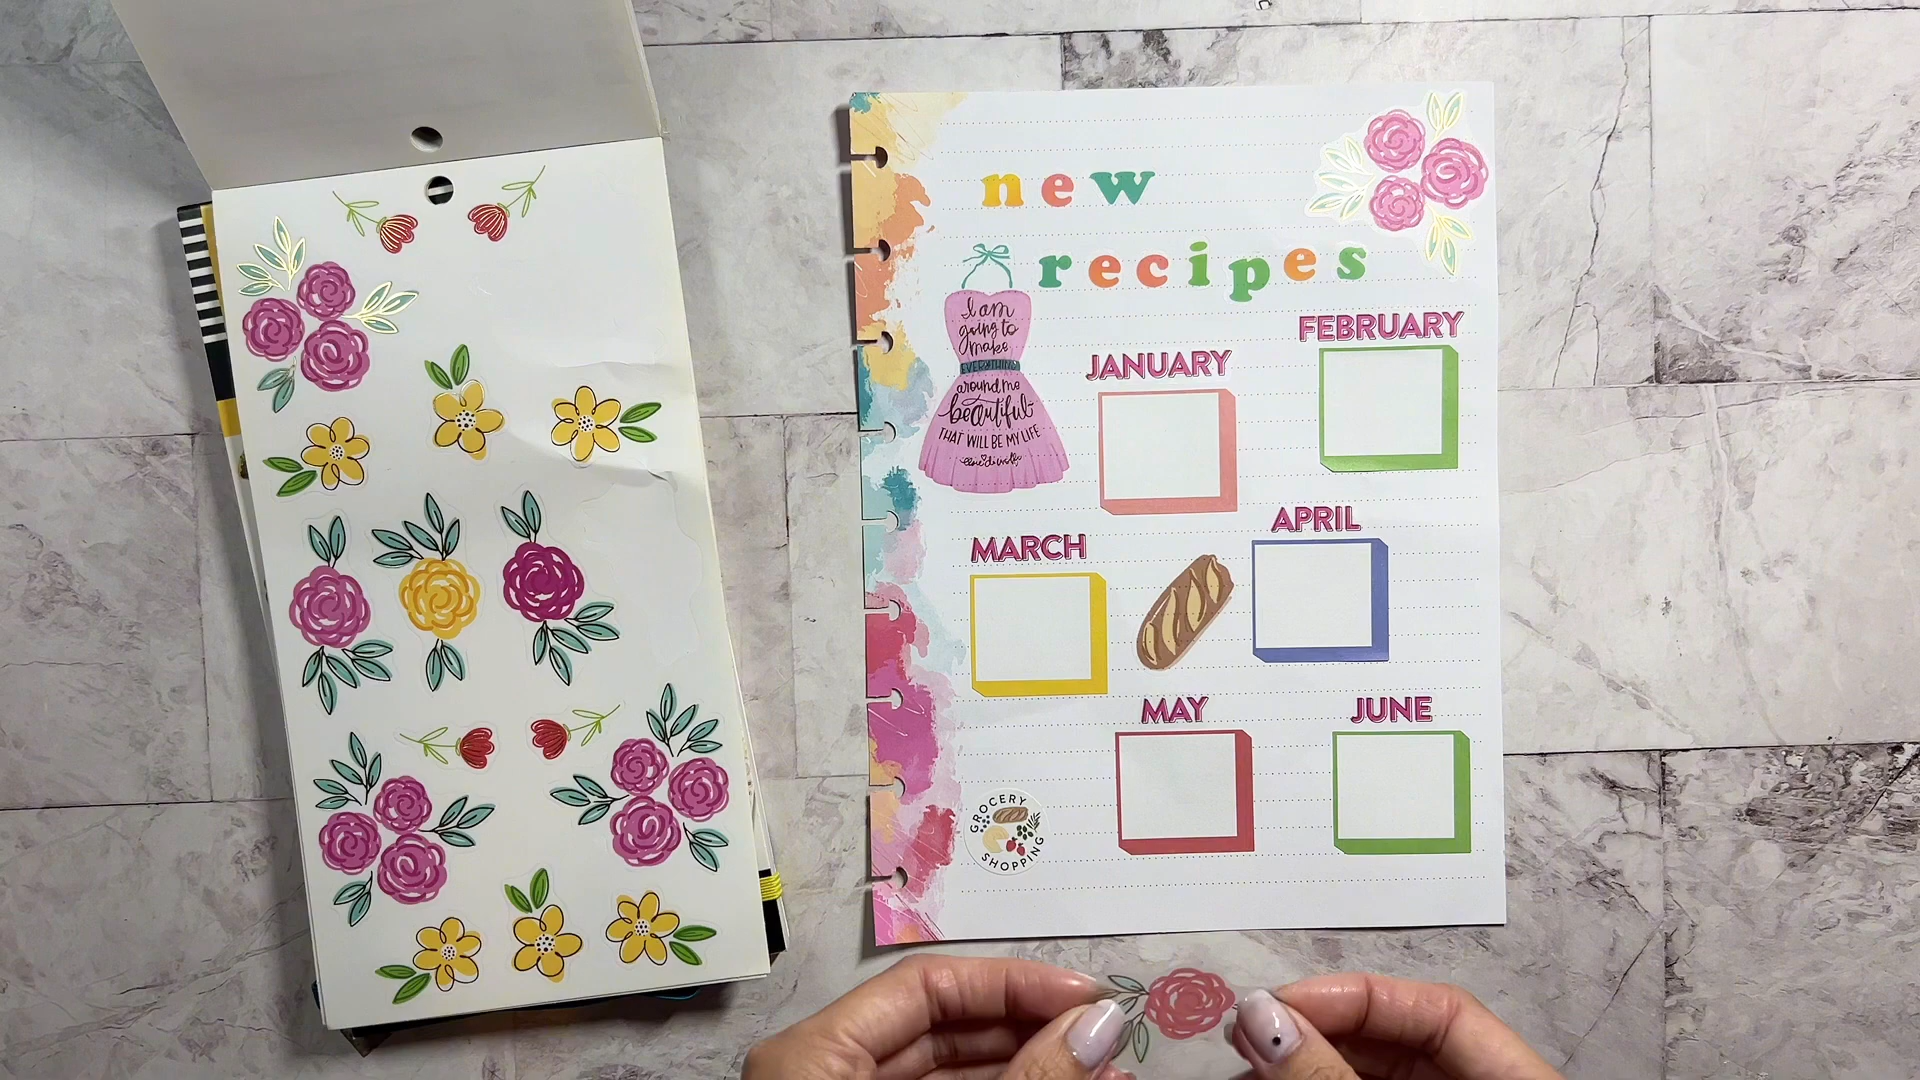 new
recipes
I am
going to
make
EVERYTHING
around me
beautiful
THAT WILL BE MY LIFE
JANUARY
FEBRUARY
MARCH
APRIL
MAY
JUNE
GROCERY
SHOPPING